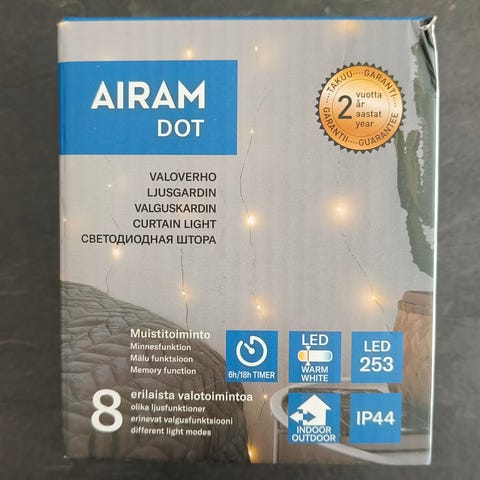 AIRAM
DOT
TAKUU
GARANTI
GARANTII
GUARANTEE
2
vuotta
år
aastat
year
VALOVERHO
LJUSGARDIN
VALGUSKARDIN
CURTAIN LIGHT
СВЕТОДИОДНАЯ ШТОРА
Muistitoiminto
Minnesfunktion
Mälu funktsioon
Memory function
6h/18h TIMER
LED
WARM
WHITE
LED
253
8
erilaista valotoimintoa
olika ljusfunktioner
erinevat valgusfunktsiooni
different light modes
INDOOR
OUTDOOR
IP44